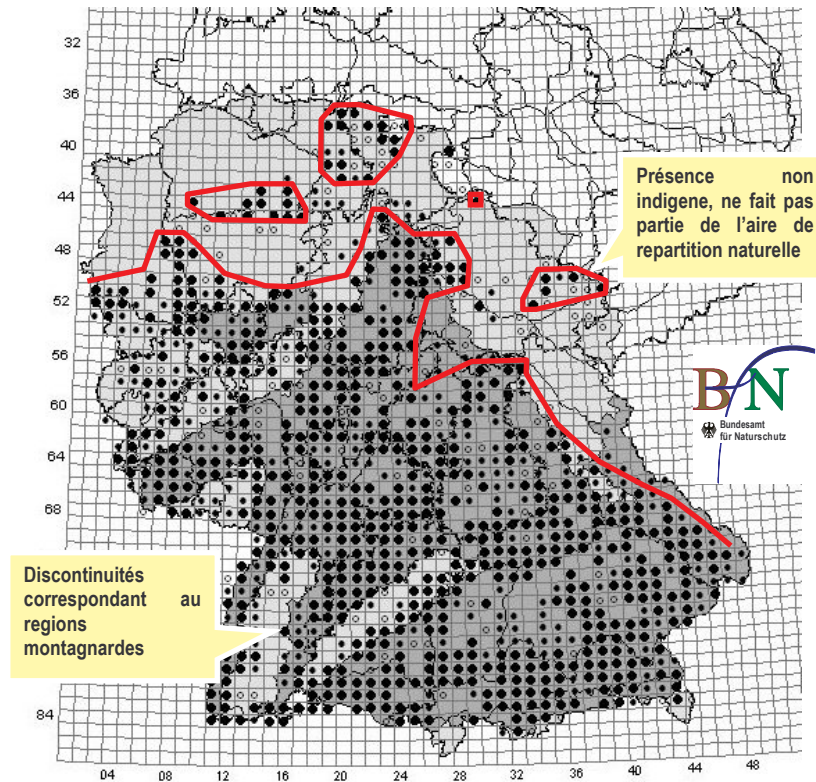 32
36
40
44
48
52
56
60
64
68
84
04 08 12 16 20 24 28 32 36 40 44 48
Présence non
indigene, ne fait pas
partie de l'aire de
repartition naturelle
BfN
Bundesamt
für Naturschutz
Discontinuités
correspondant au
regions
montagnardes